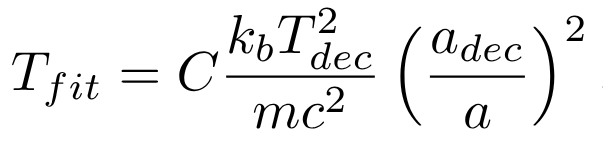 $T_{fit} = C \frac{k_b T_{dec}^2}{mc^2} \left( \frac{a_{dec}}{a} \right)^2.$